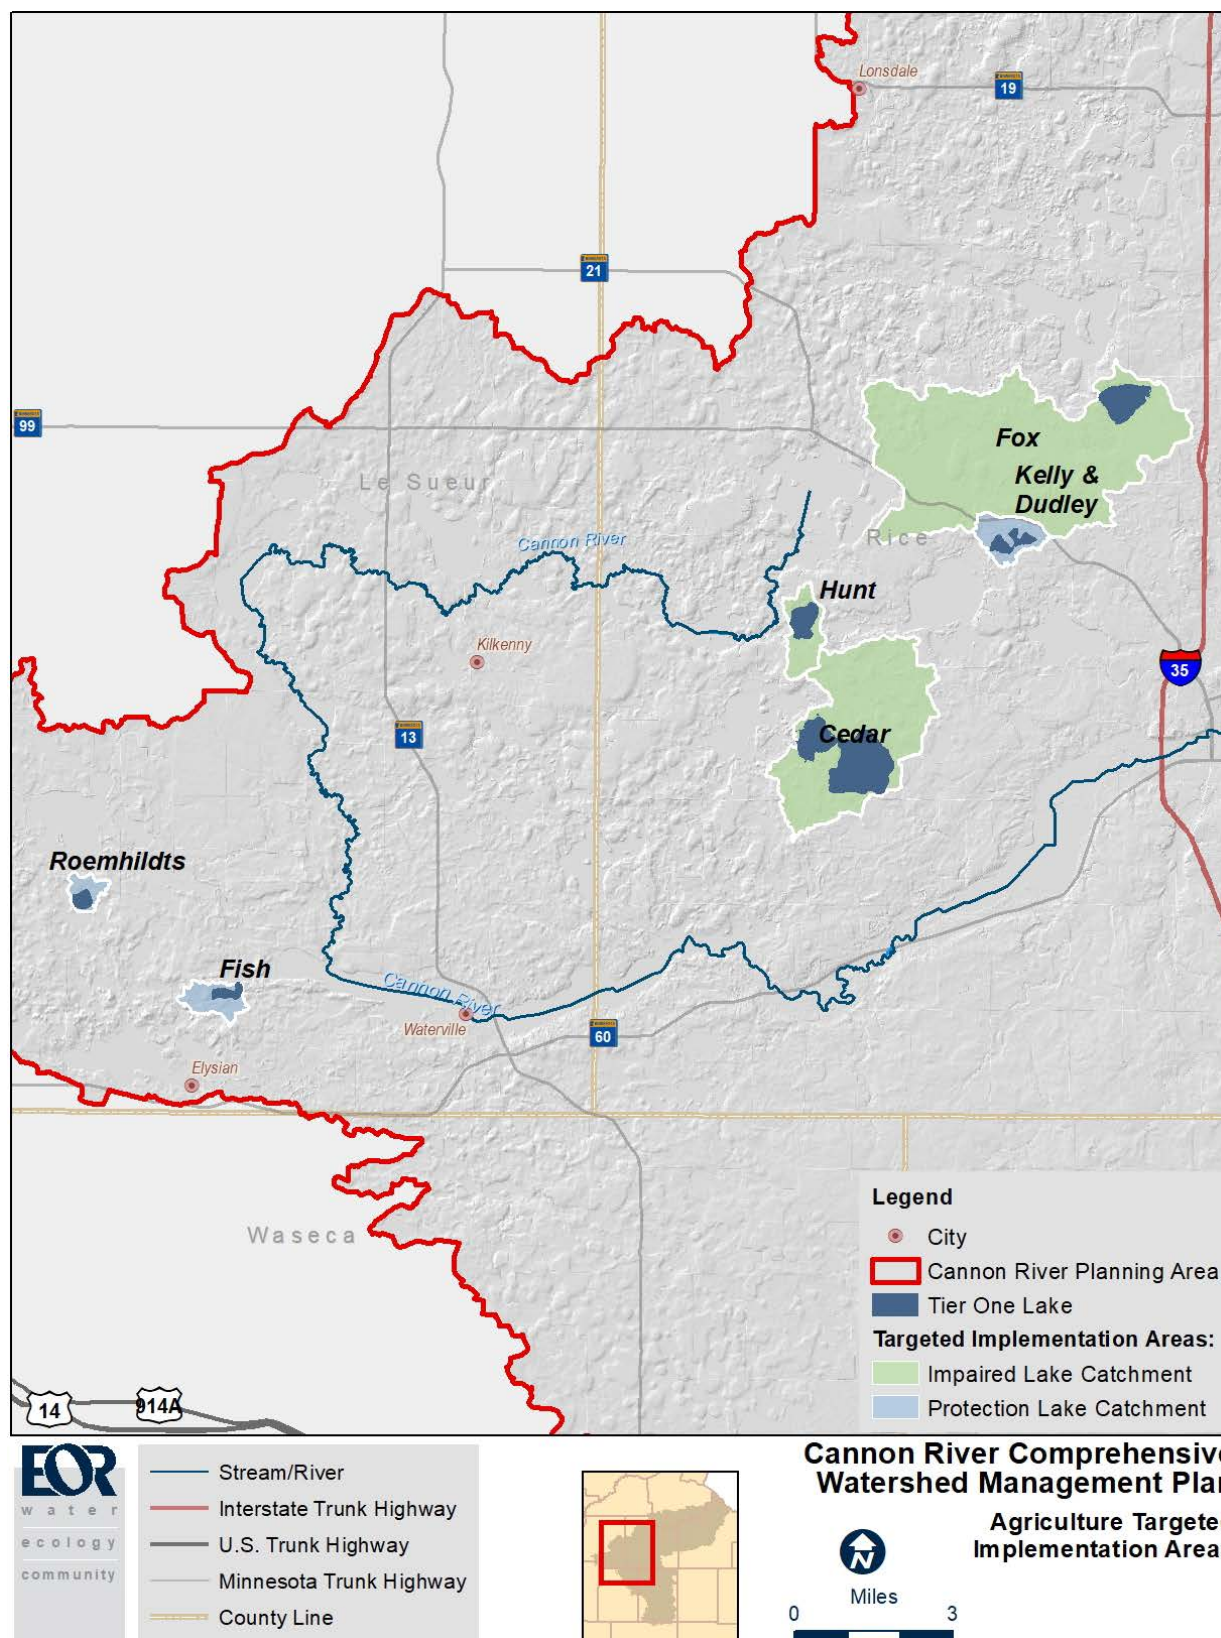 Lonsdale
19
21
99
Fox
Kelly &
Dudley
Le Sueur
Cannon River
Rice
Hunt
Kilkenny
35
13
Cedar
Roemhildts
Fish
Cannon River
Waterville
60
Elysian
Waseca
14
914A
Legend
City
Cannon River Planning Area
Tier One Lake
Targeted Implementation Areas:
Impaired Lake Catchment
Protection Lake Catchment
EOR
water
ecology
community
Stream/River
Interstate Trunk Highway
U.S. Trunk Highway
Minnesota Trunk Highway
County Line
Cannon River Comprehensive
Watershed Management Plan
Agriculture Targete
Implementation Area
N
Miles
0 3